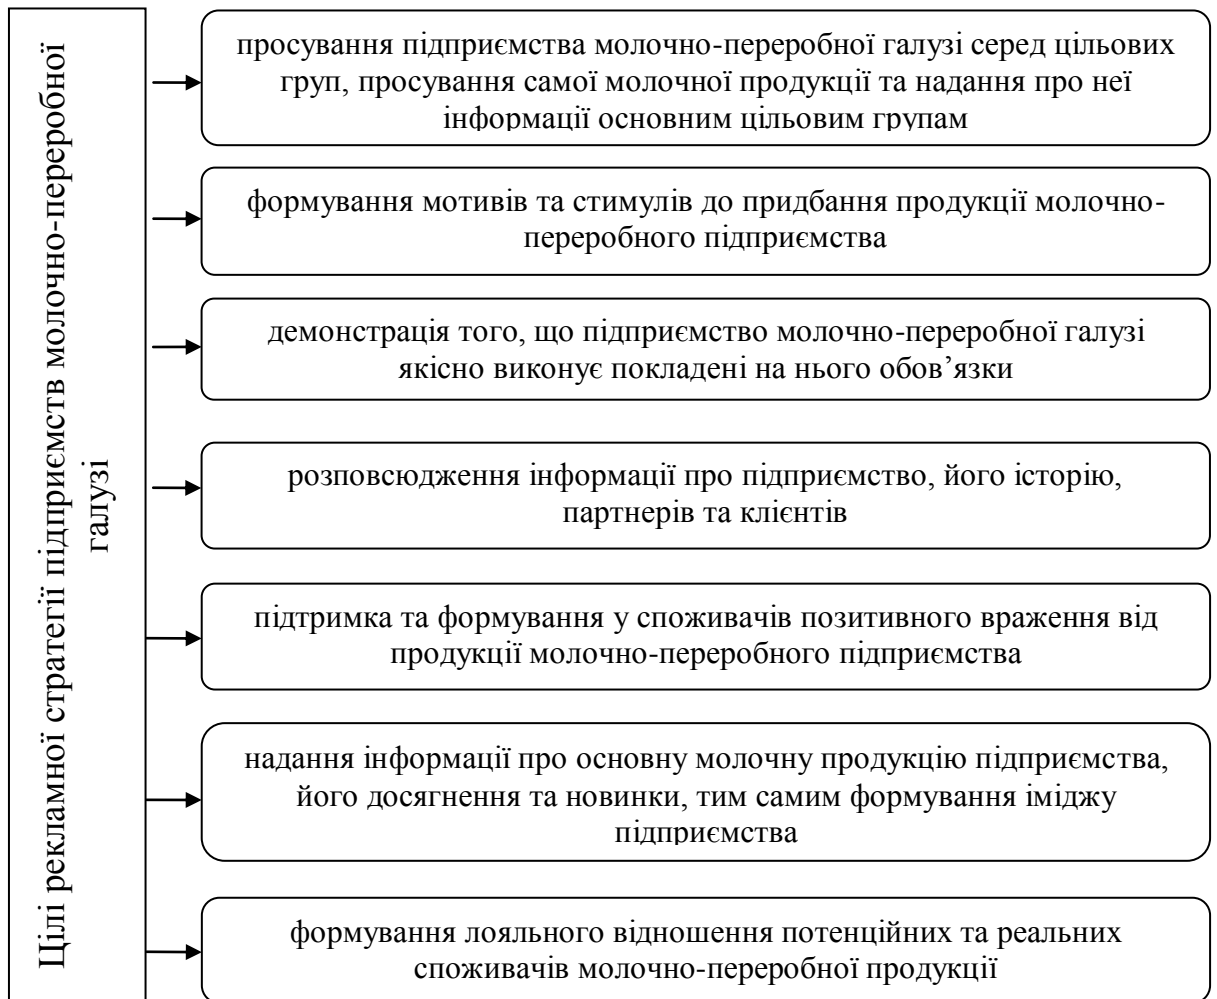 Цілі рекламної стратегії підприємств молочно-переробної
галузі
просування підприємства молочно-переробної галузі серед цільових
груп, просування самої молочної продукції та надання про неї
інформації основним цільовим групам
формування мотивів та стимулів до придбання продукції молочно-
переробного підприємства
демонстрація того, що підприємство молочно-переробної галузі
якісно виконує покладені на нього обов’язки
розповсюдження інформації про підприємство, його історію,
партнерів та клієнтів
підтримка та формування у споживачів позитивного враження від
продукції молочно-переробного підприємства
надання інформації про основну молочну продукцію підприємства,
його досягнення та новинки, тим самим формування іміджу
підприємства
формування лояльного відношення потенційних та реальних
споживачів молочно-переробної продукції